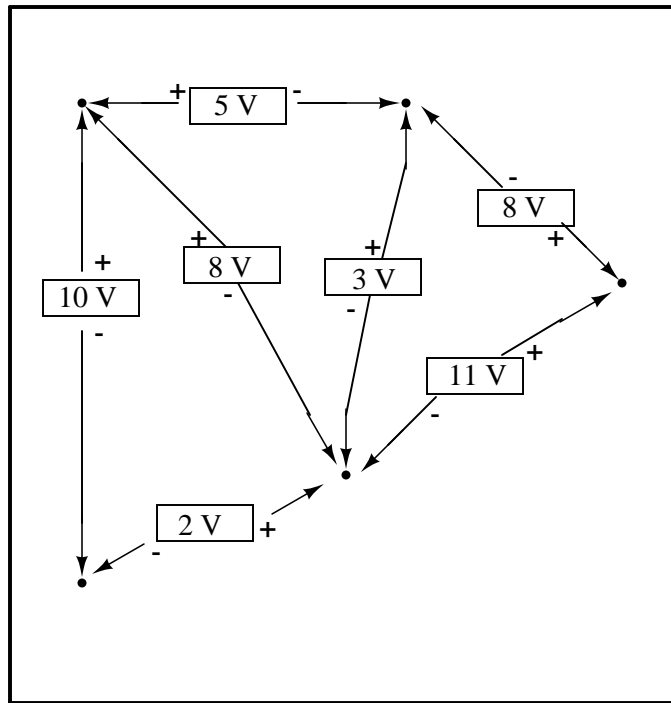 + 5 V -
- 8 V +
+ 8 V -
+ 3 V -
+ 10 V -
+ 11 V -
- 2 V +